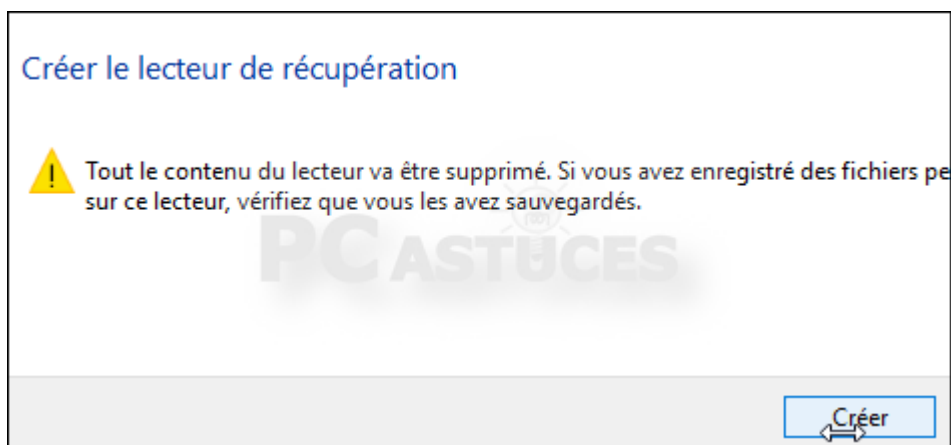 Créer le lecteur de récupération
Tout le contenu du lecteur va être supprimé. Si vous avez enregistré des fichiers pe
sur ce lecteur, vérifiez que vous les avez sauvegardés.
PC ASTUCES
Créer